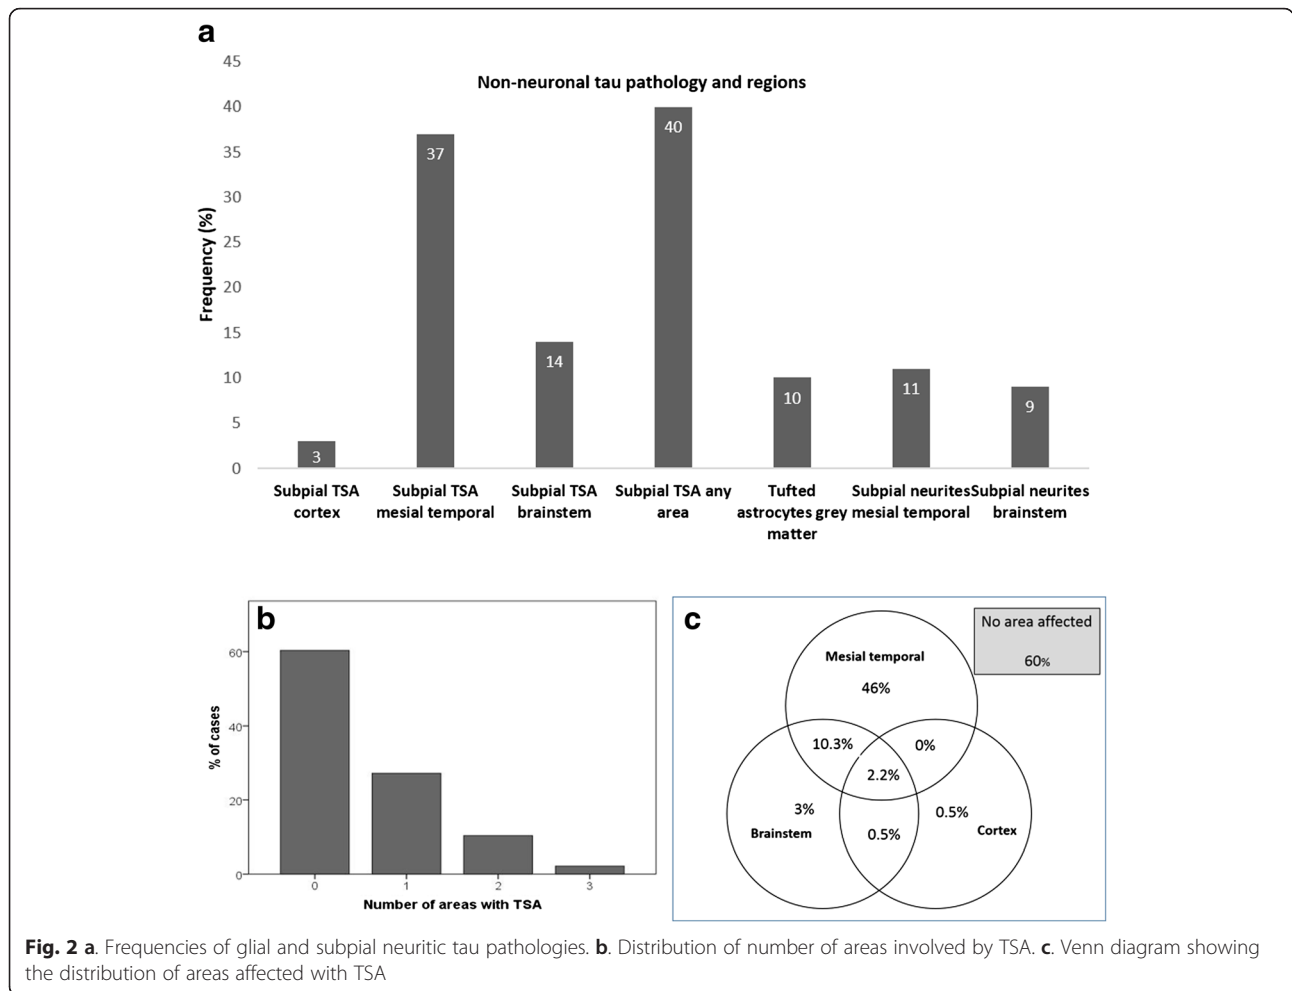 a
Non-neuronal tau pathology and regions
Frequency (%)
45
40
35
30
25
20
15
10
5
0
3
37
14
40
10
11
9
Subpial TSA
cortex
Subpial TSA
mesial temporal
Subpial TSA
brainstem
Subpial TSA any
area
Tufted
astrocytes grey
matter
Subpial neurites
mesial temporal
Subpial neurites
brainstem
b
% of cases
60
40
20
0
0
1
2
3
Number of areas with TSA
c
No area affected
60%
Mesial temporal
46%
10.3%
0%
2.2%
3%
Brainstem
0.5%
0.5%
Cortex
Fig. 2 a. Frequencies of glial and subpial neuritic tau pathologies. b. Distribution of number of areas involved by TSA. c. Venn diagram showing
the distribution of areas affected with TSA